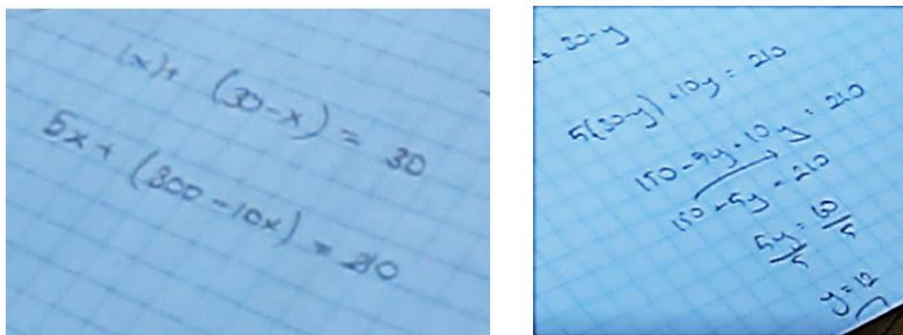 (x)+ (30-x) = 30
5x + (300-10x) = 210
x = 30-y
5(30-y)+10y = 210
150-5y+10y = 210
150+5y = 210
5y/5 = 60/5
y = 12